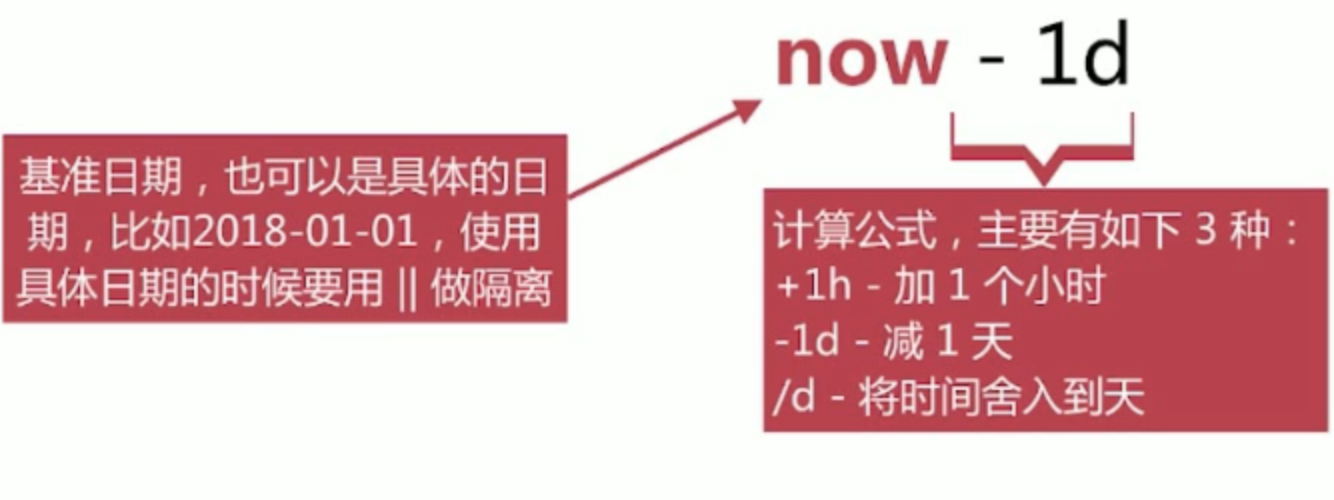 now - 1d
基准日期，也可以是具体的日
期，比如2018-01-01，使用
具体日期的时候要用 || 做隔离
计算公式，主要有如下 3 种：
+1h - 加 1 个小时
-1d - 减 1 天
/d - 将时间舍入到天